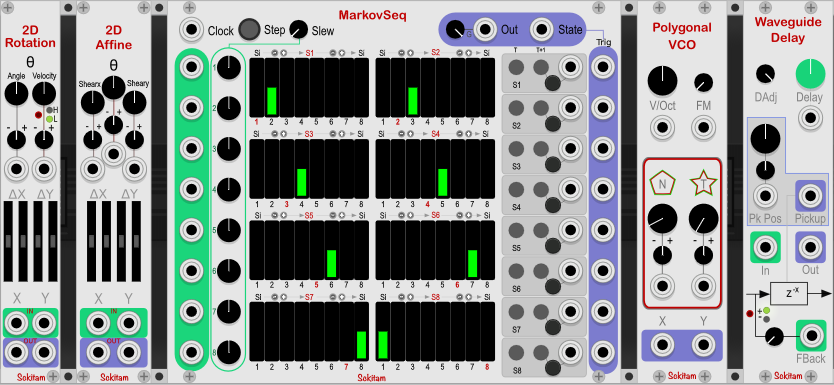 2D
Rotation
θ
Angle Velocity
H
L
- + - +
ΔX ΔY
X Y
IN
OUT
Sokitam
2D
Affine
θ
Shearx Sheary
- + - + - +
ΔX ΔY
X Y
IN
OUT
Sokitam
MarkovSeq
Clock Step Slew
Out State
Trig
T T+1
1
2
3
4
5
6
7
8
Si S1 Si
1 2 3 4 5 6 7 8
Si S2 Si
1 2 3 4 5 6 7 8
Si S3 Si
1 2 3 4 5 6 7 8
Si S4 Si
1 2 3 4 5 6 7 8
Si S5 Si
1 2 3 4 5 6 7 8
Si S6 Si
1 2 3 4 5 6 7 8
Si S7 Si
1 2 3 4 5 6 7 8
Si S8 Si
1 2 3 4 5 6 7 8
S1
S2
S3
S4
S5
S6
S7
S8
Sokitam
Polygonal
VCO
V/Oct FM
N T
- + - +
X Y
Sokitam
Waveguide
Delay
DAdj Delay
Pk Pos Pickup
In Out
z-x
+
-
FBack
Sokitam